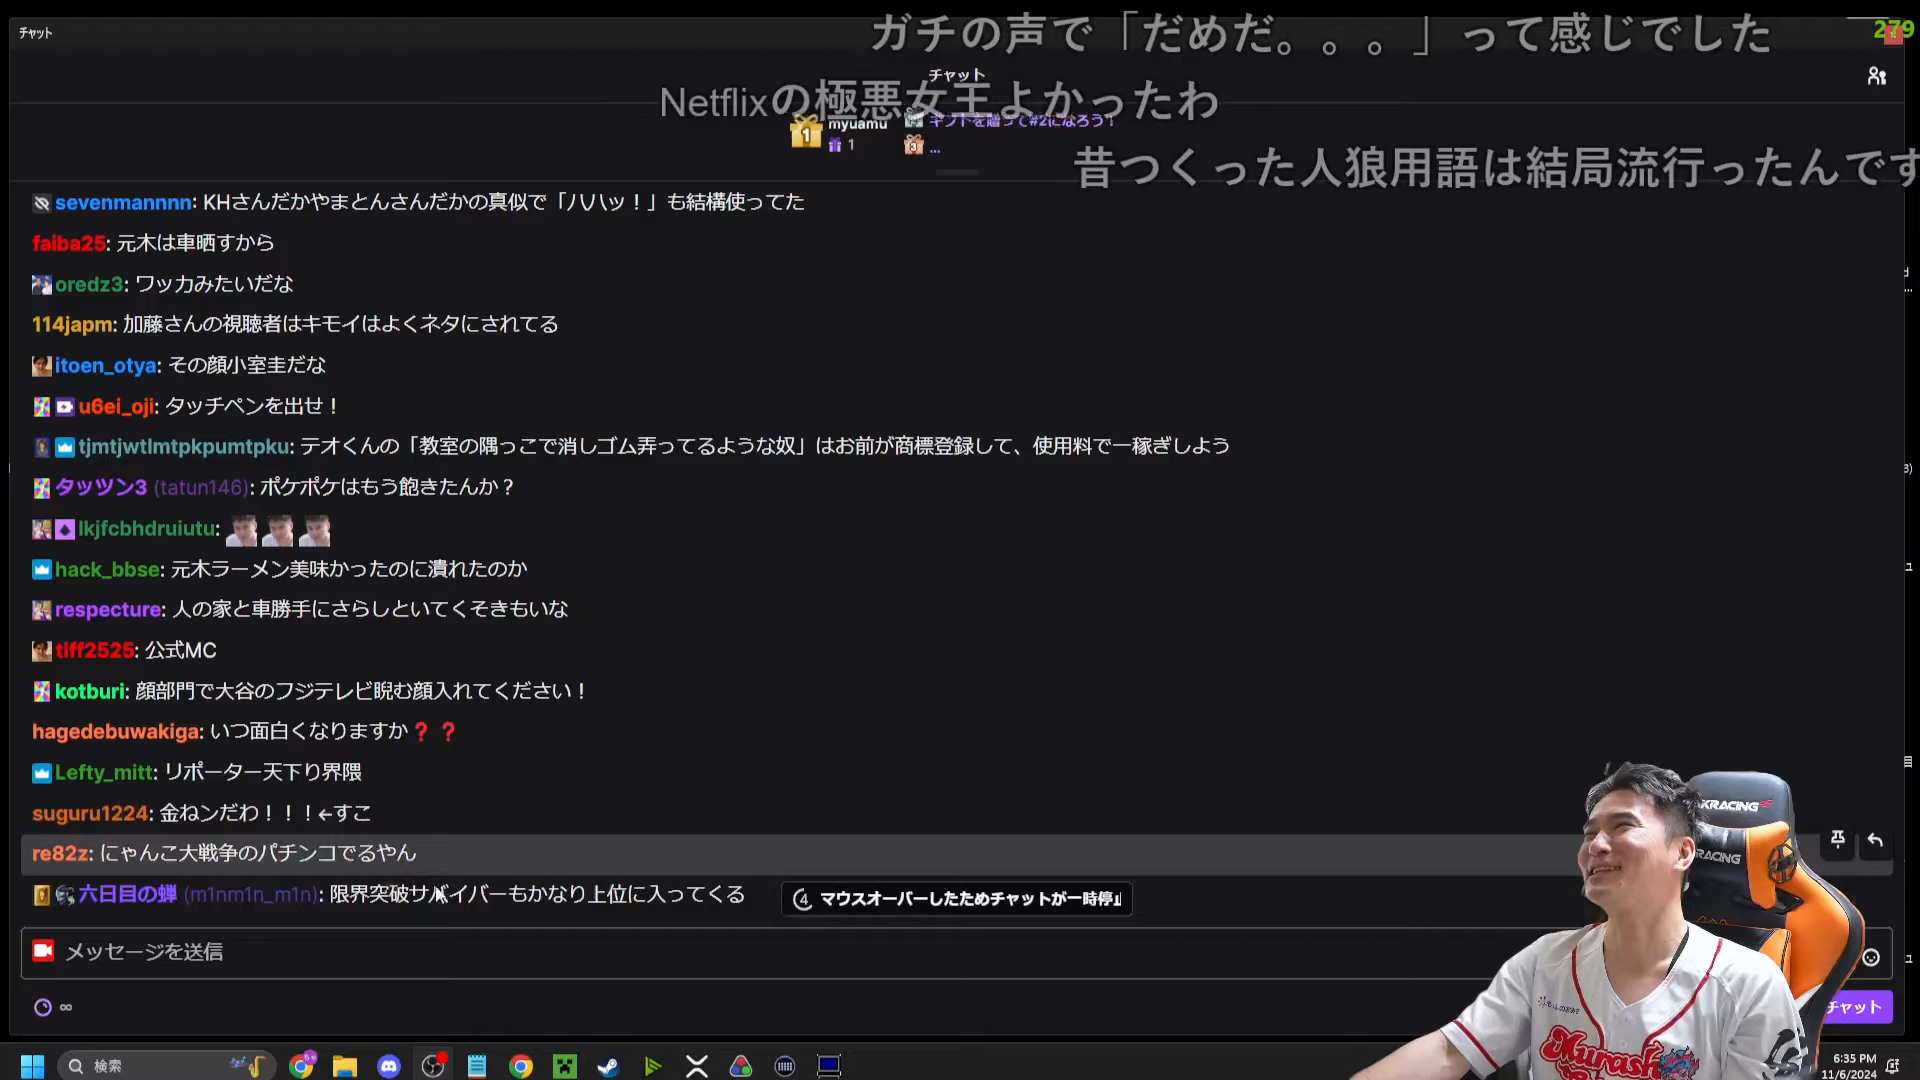 チャット
ガチの声で「だめだ。。。」って感じでした
279
チャット
Netflixの極悪女王よかったわ
myuamu
1
ギフトを贈って#2になろう！
1
3
...
昔つくった人狼用語は結局流行ったんです
sevenmannnn: KHさんだかやまとんさんだかの真似で「ハハッ！」も結構使ってた
faiba25: 元木は車晒すから
oredz3: ワッカみたいだな
114japm: 加藤さんの視聴者はキモイはよくネタにされてる
itoen_otya: その顔小室圭だな
u6ei_oji: タッチペンを出せ！
tjmtjwtlmtpkpumtpku: テオくんの「教室の隅っこで消しゴム弄ってるような奴」はお前が商標登録して、使用料で一稼ぎしよう
タッツン3 (tatun146): ポケポケはもう飽きたんか？
lkjfcbhdruiutu:
hack_bbse: 元木ラーメン美味かったのに潰れたのか
respecture: 人の家と車勝手にさらしといてくそきもいな
tiff2525: 公式MC
kotburi: 顔部門で大谷のフジテレビ睨む顔入れてください！
hagedebuwakiga: いつ面白くなりますか❓❓
Lefty_mitt: リポーター天下り界隈
suguru1224: 金ねンだわ！！！←すこ
re82z: にゃんこ大戦争のパチンコでるやん
六日目の蝉 (m1nm1n_m1n): 限界突破サバイバーもかなり上位に入ってくる
4 マウスオーバーしたためチャットが一時停止
メッセージを送信
∞
チャット
AKRACING
RACING
Murash
検索
6:35 PM
11/6/2024